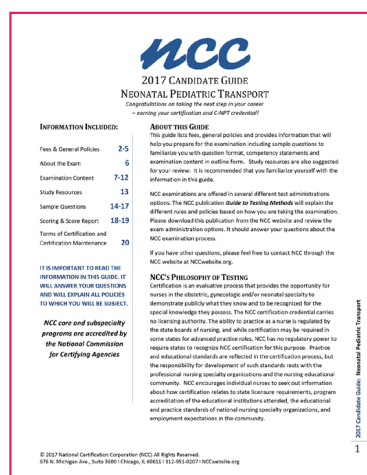 ncc
2017 CANDIDATE GUIDE
NEONATAL PEDIATRIC TRANSPORT
Congratulations on taking the next step in your career
– earning your certification and C-NPT credential!
INFORMATION INCLUDED:
Fees & General Policies 2-5
About the Exam 6
Examination Content 7-12
Study Resources 13
Sample Questions 14-17
Scoring & Score Report 18-19
Terms of Certification and
Certification Maintenance 20
IT IS IMPORTANT TO READ THE
INFORMATION IN THIS GUIDE. IT
WILL ANSWER YOUR QUESTIONS
AND WILL EXPLAIN ALL POLICIES
TO WHICH YOU WILL BE SUBJECT.
NCC core and subspecialty
programs are accredited by
the National Commission
for Certifying Agencies
ABOUT THIS GUIDE
This guide lists fees, general policies and provides information that will
help you prepare for the examination including sample questions to
familiarize you with question format, competency statements and
examination content in outline form. Study resources are also suggested
for your review. It is recommended that you familiarize yourself with the
information in this guide.
NCC examinations are offered in several different test administrations
options. The NCC publication Guide to Testing Methods will explain the
different rules and policies based on how you are taking the examination.
Please download this publication from the NCC website and review the
exam administration options. It should answer your questions about the
NCC examination process.
If you have other questions, please feel free to contact NCC through the
NCC website at NCCwebsite.org.
NCC'S PHILOSOPHY OF TESTING
Certification is an evaluative process that provides the opportunity for
nurses in the obstetric, gynecologic and/or neonatal specialty to
demonstrate publicly what they know and to be recognized for the
special knowledge they possess. The NCC certification credential carries
no licensing authority. The ability to practice as a nurse is regulated by
the state boards of nursing, and while certification may be required in
some states for advanced practice roles, NCC has no regulatory power to
require states to recognize NCC certification for this purpose. Practice
and educational standards are reflected in the certification process, but
the responsibility for development of such standards rests with the
professional nursing specialty organizations and the nursing educational
community. NCC encourages individual nurses to seek out information
about how certification relates to state licensure requirements, program
accreditation of the educational institutions attended, the educational
and practice standards of national nursing specialty organizations, and
employment expectations in the community.
2017 Candidate Guide: Neonatal Pediatric Transport
1
© 2017 National Certification Corporation (NCC) All Rights Reserved.
676 N. Michigan Ave., Suite 3600 I Chicago, IL 60611 I 312-951-0207 I NCCwebsite.org